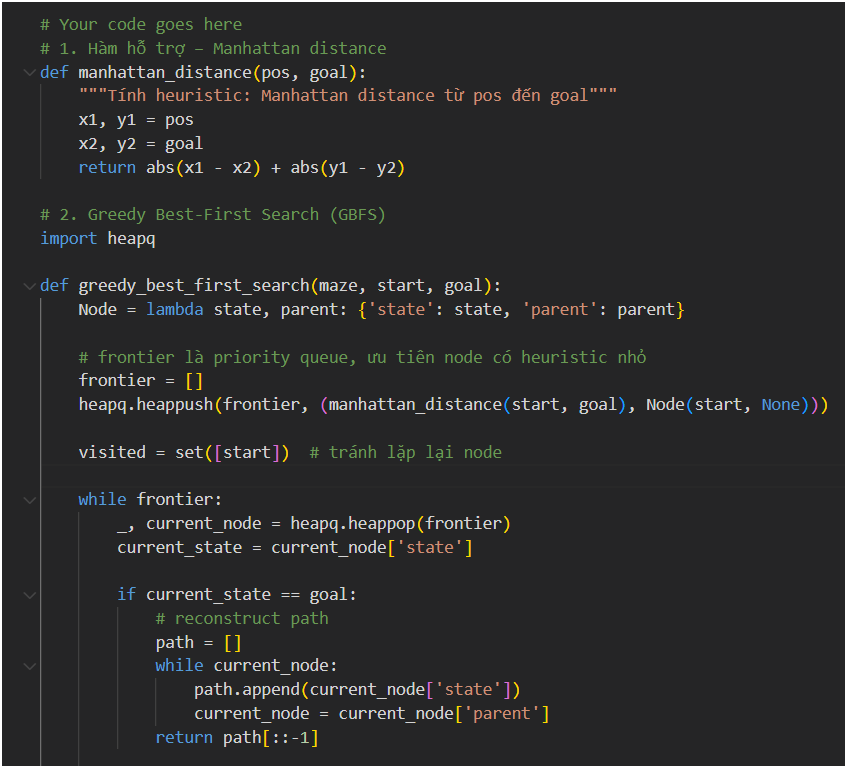 # Your code goes here
# 1. Hàm hỗ trợ – Manhattan distance
def manhattan_distance(pos, goal):
    """Tính heuristic: Manhattan distance từ pos đến goal"""
    x1, y1 = pos
    x2, y2 = goal
    return abs(x1 - x2) + abs(y1 - y2)

# 2. Greedy Best-First Search (GBFS)
import heapq

def greedy_best_first_search(maze, start, goal):
    Node = lambda state, parent: {'state': state, 'parent': parent}

    # frontier là priority queue, ưu tiên node có heuristic nhỏ
    frontier = []
    heapq.heappush(frontier, (manhattan_distance(start, goal), Node(start, None)))

    visited = set([start])  # tránh lặp lại node

    while frontier:
        _, current_node = heapq.heappop(frontier)
        current_state = current_node['state']

        if current_state == goal:
            # reconstruct path
            path = []
            while current_node:
                path.append(current_node['state'])
                current_node = current_node['parent']
            return path[::-1]